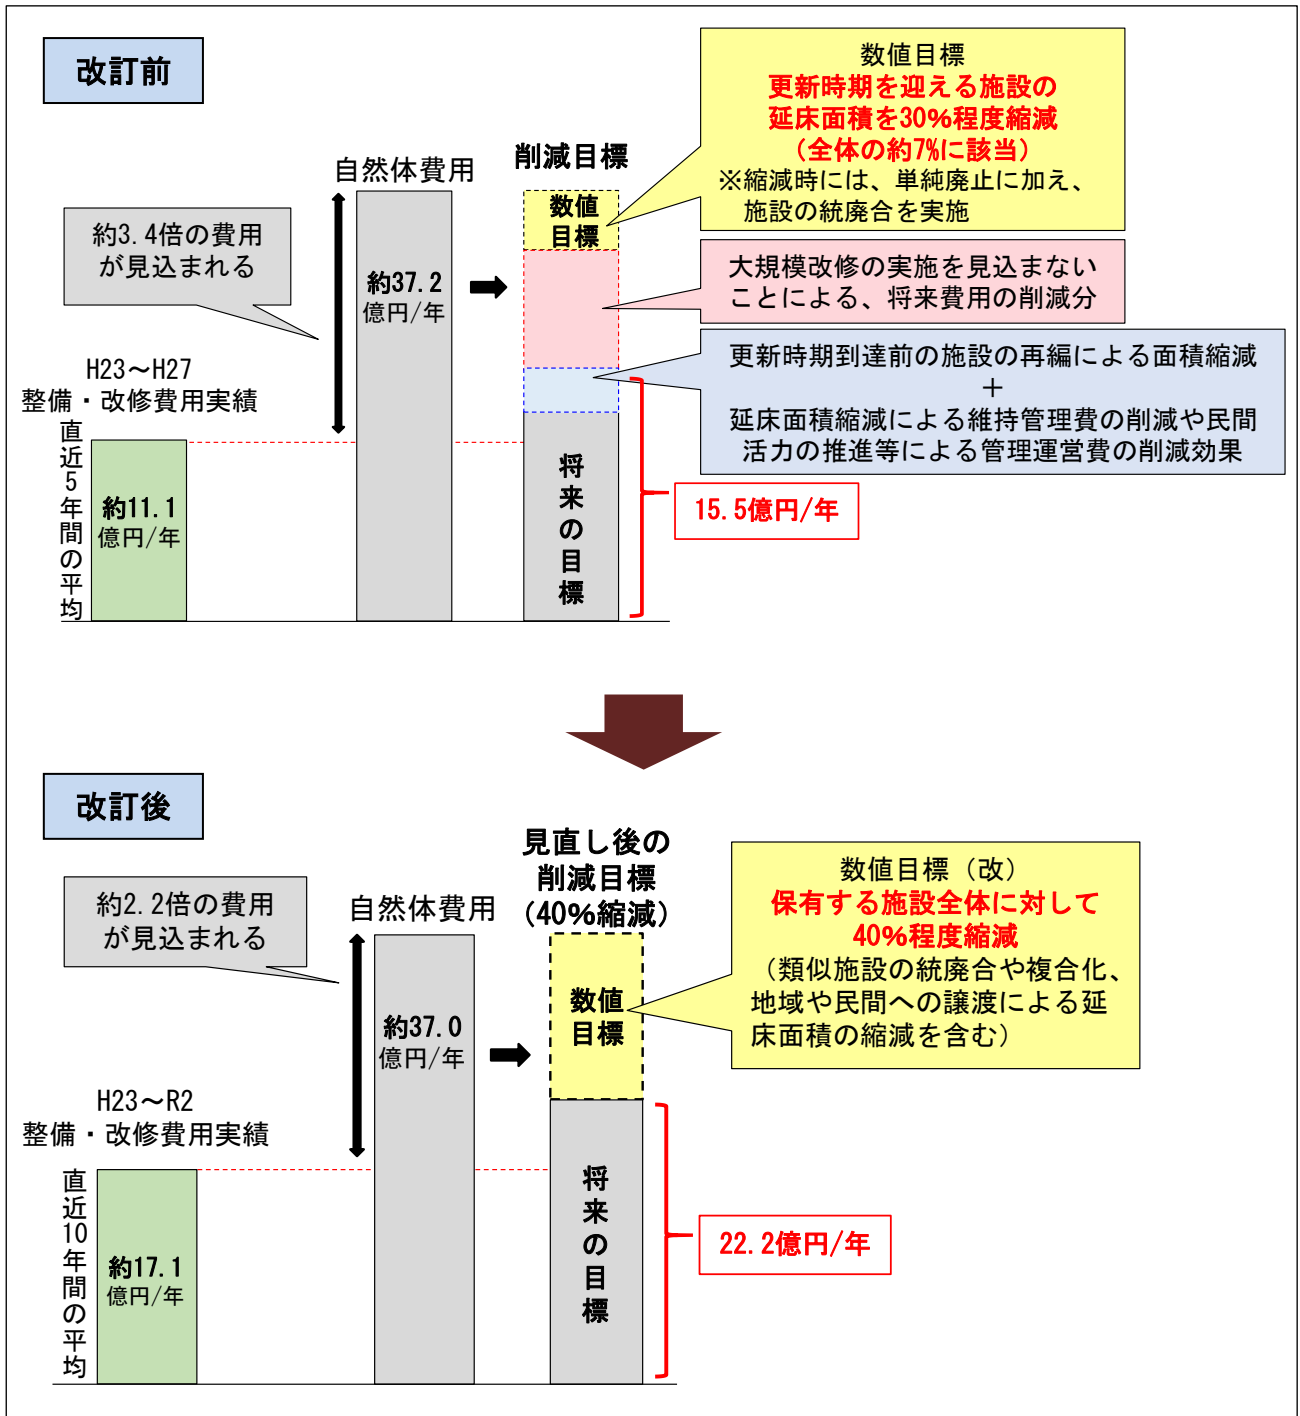 改訂前
数値目標
更新時期を迎える施設の
延床面積を30%程度縮減
(全体の約7%に該当)
※縮減時には、単純廃止に加え、
施設の統廃合を実施
自然体費用
削減目標
約3.4倍の費用
が見込まれる
数値
目標
約37.2
億円/年
大規模改修の実施を見込まない
ことによる、将来費用の削減分
更新時期到達前の施設の再編による面積縮減
+
延床面積縮減による維持管理費の削減や民間
活力の推進等による管理運営費の削減効果
H23~H27
整備・改修費用実績
直近5年間の平均
約11.1
億円/年
将来の目標
15.5億円/年
改訂後
見直し後の
削減目標
(40%縮減)
数値目標(改)
保有する施設全体に対して
40%程度縮減
(類似施設の統廃合や複合化、
地域や民間への譲渡による延
床面積の縮減を含む)
約2.2倍の費用
が見込まれる
自然体費用
数値
目標
約37.0
億円/年
H23~R2
整備・改修費用実績
直近10年間の平均
約17.1
億円/年
将来の目標
22.2億円/年